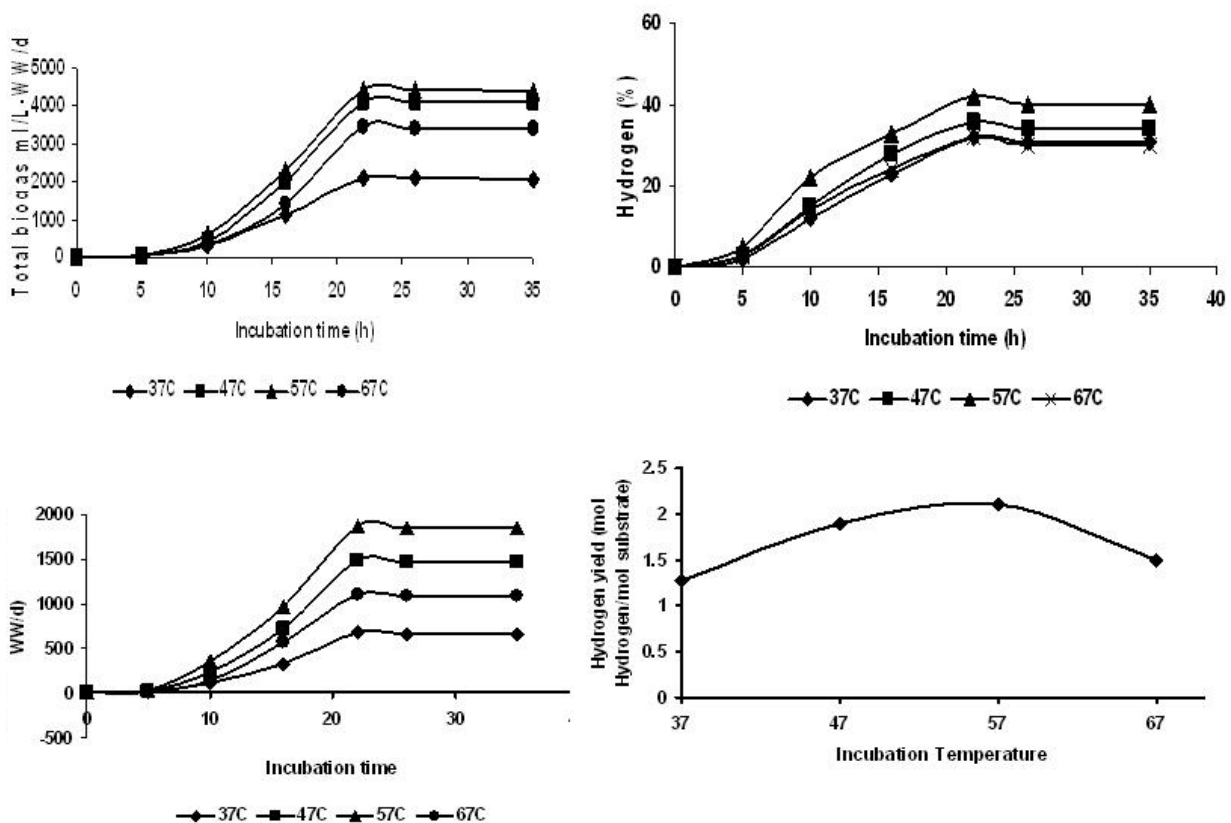 Total biogas ml/L-WW/d
5000
4000
3000
2000
1000
0
0 5 10 15 20 25 30 35
Incubation time (h)
37C 47C 57C 67C
Hydrogen (%)
60
40
20
0
0 5 10 15 20 25 30 35 40
Incubation time (h)
37C 47C 57C 67C
WW/d)
2000
1500
1000
500
0
-500
0 10 20 30
Incubation time
37C 47C 57C 67C
Hydrogen yield (mol
Hydrogen/mol substrate)
2.5
2
1.5
1
0.5
0
37 47 57 67
Incubation Temperature